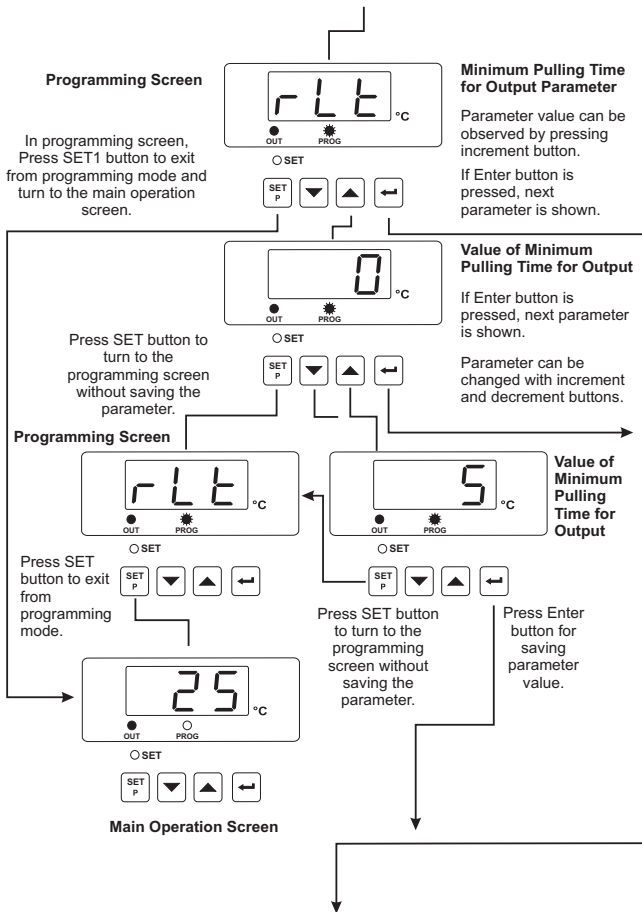 Programming Screen
rLt
°C
OUT
PROG
SET
SET
P
In programming screen,
Press SET1 button to exit
from programming mode and
turn to the main operation
screen.
Minimum Pulling Time
for Output Parameter
Parameter value can be
observed by pressing
increment button.
If Enter button is
pressed, next
parameter is shown.
0
°C
OUT
PROG
SET
SET
P
Value of Minimum
Pulling Time for Output
If Enter button is
pressed, next parameter
is shown.
Parameter can be
changed with increment
and decrement buttons.
Press SET button to
turn to the
programming screen
without saving the
parameter.
Programming Screen
rLt
°C
OUT
PROG
SET
SET
P
5
°C
OUT
PROG
SET
SET
P
Value of
Minimum
Pulling
Time for
Output
Press SET
button to exit
from
programming
mode.
Press SET button
to turn to the
programming
screen without
saving the
parameter.
Press Enter
button for
saving
parameter
value.
25
°C
OUT
PROG
SET
SET
P
Main Operation Screen